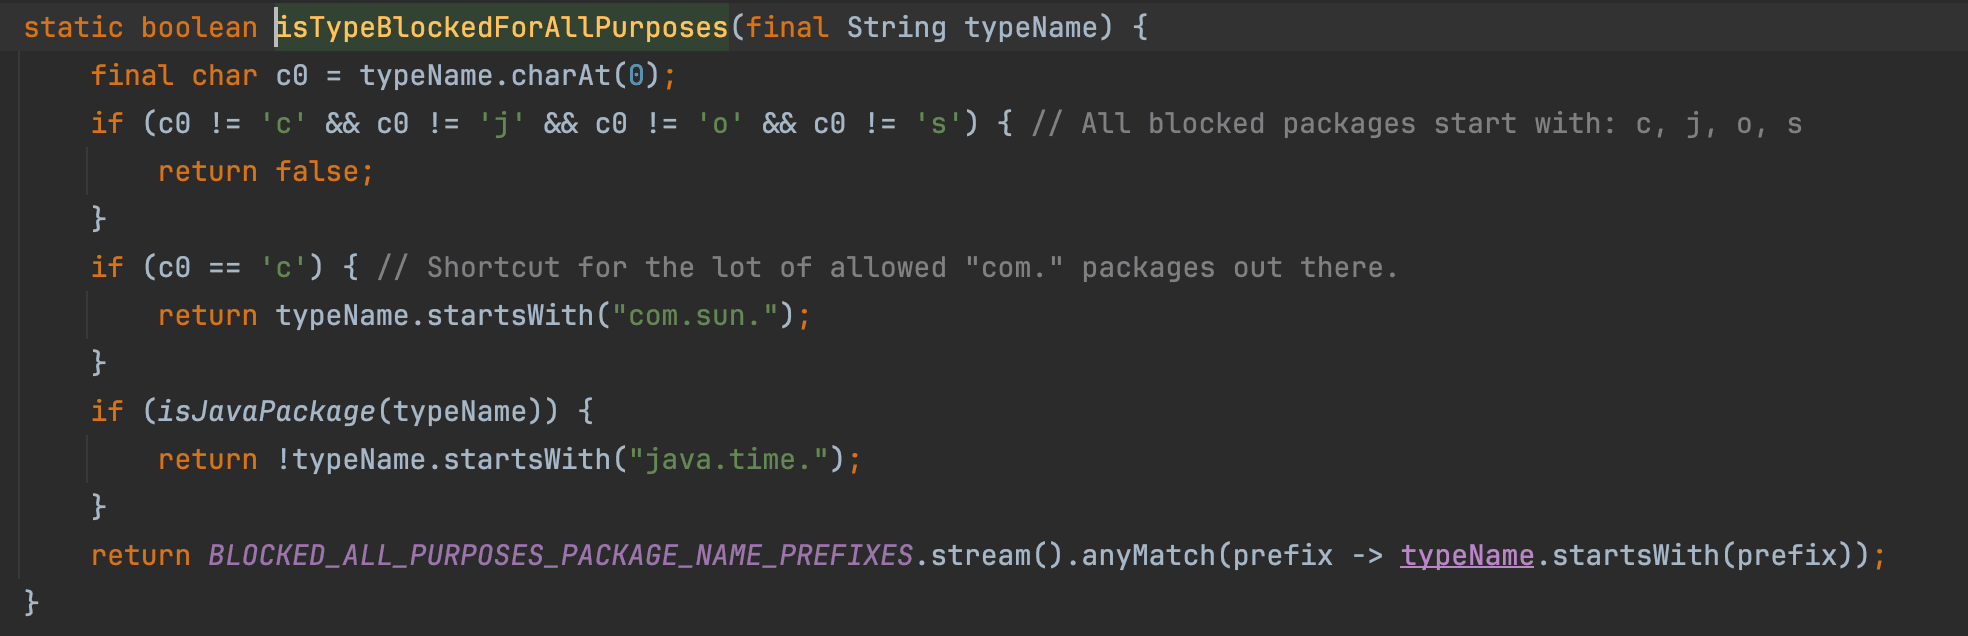 static boolean isTypeBlockedForAllPurposes(final String typeName) {
    final char c0 = typeName.charAt(0);
    if (c0 != 'c' && c0 != 'j' && c0 != 'o' && c0 != 's') { // All blocked packages start with: c, j, o, s
        return false;
    }
    if (c0 == 'c') { // Shortcut for the lot of allowed "com." packages out there.
        return typeName.startsWith("com.sun.");
    }
    if (isJavaPackage(typeName)) {
        return !typeName.startsWith("java.time.");
    }
    return BLOCKED_ALL_PURPOSES_PACKAGE_NAME_PREFIXES.stream().anyMatch(prefix -> typeName.startsWith(prefix));
}